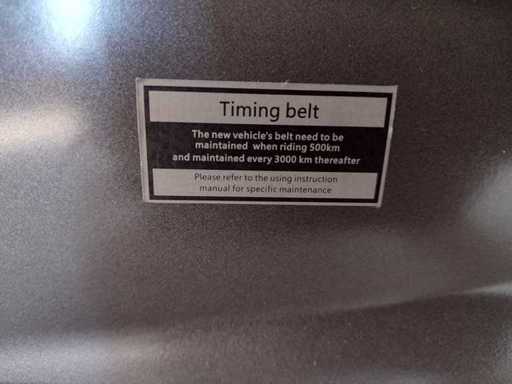 Timing belt
The new vehicle's belt need to be
maintained when riding 500km
and maintained every 3000 km thereafter
Please refer to the using instruction
manual for specific maintenance